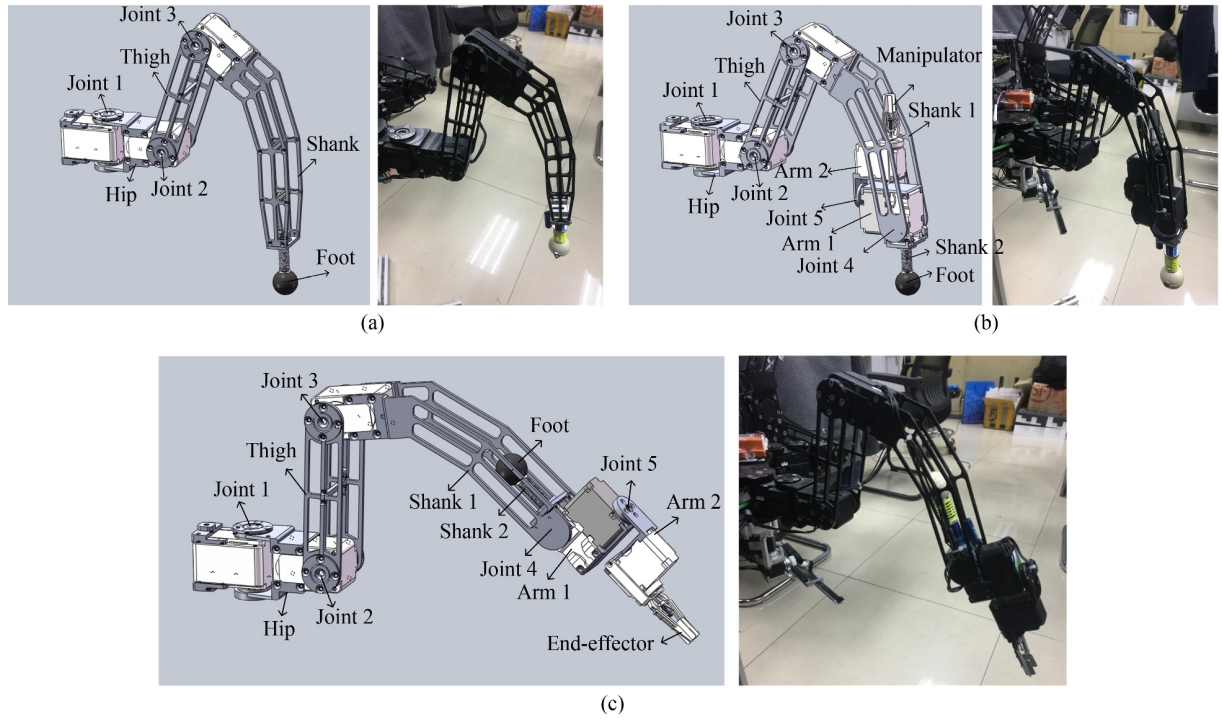 Joint 3
Thigh
Joint 1
Shank
Hip
Joint 2
Foot
(a)
Joint 3
Manipulator
Thigh
Joint 1
Shank 1
Arm 2
Joint 2
Hip
Joint 5
Arm 1
Joint 4
Shank 2
Foot
(b)
Joint 3
Foot
Thigh
Joint 5
Joint 1
Shank 1
Arm 2
Shank 2
Joint 4
Arm 1
Joint 2
Hip
End-effector
(c)